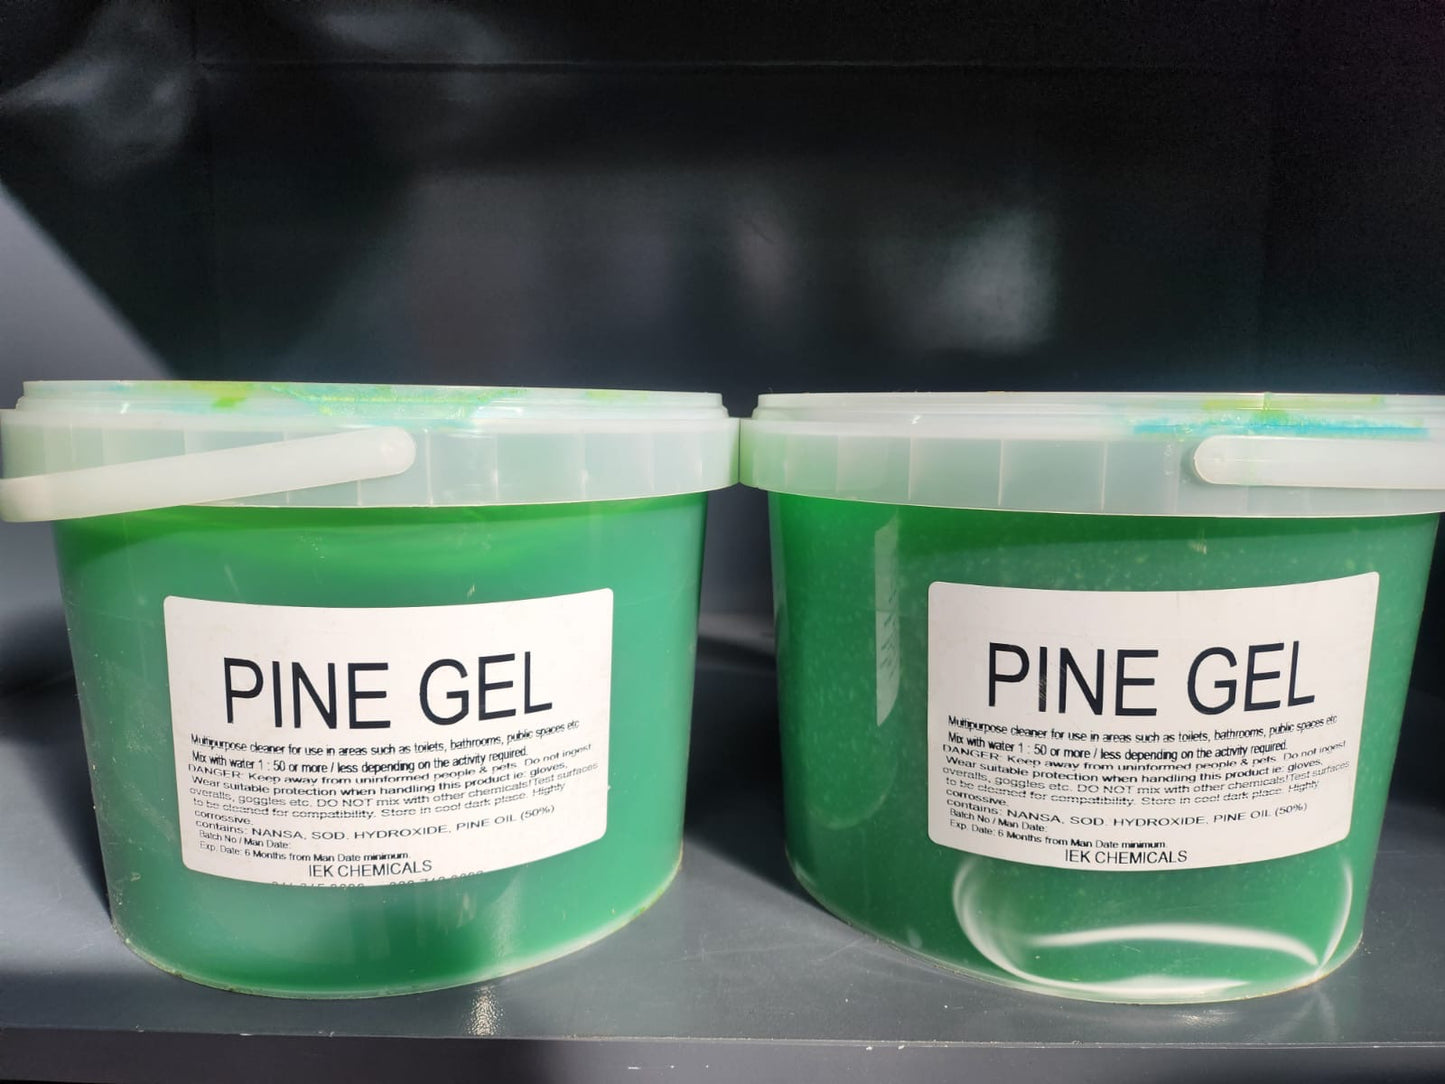 PINE GEL
Multipurpose cleaner for use in areas such as toilets, bathrooms, public spaces etc
Mix with water 1 : 50 or more / less depending on the activity required.
DANGER: Keep away from uninformed people & pets. Do not ingest
Wear suitable protection when handling this product ie: gloves,
overalls, goggles etc. DO NOT mix with other chemicals!Test surfaces
to be cleaned for compatibility. Store in cool dark place. Highly
corrossive.
contains: NANSA, SOD. HYDROXIDE, PINE OIL (50%)
Batch No / Man Date:
Exp. Date: 6 Months from Man Date minimum.
IEK CHEMICALS
PINE GEL
Multipurpose cleaner for use in areas such as toilets, bathrooms, public spaces etc
Mix with water 1 : 50 or more / less depending on the activity required.
DANGER: Keep away from uninformed people & pets. Do not ingest
Wear suitable protection when handling this product ie: gloves,
overalls, goggles etc. DO NOT mix with other chemicals!Test surfaces
to be cleaned for compatibility. Store in cool dark place. Highly
corrossive.
contains: NANSA, SOD. HYDROXIDE, PINE OIL (50%)
Batch No / Man Date:
Exp. Date: 6 Months from Man Date minimum.
IEK CHEMICALS